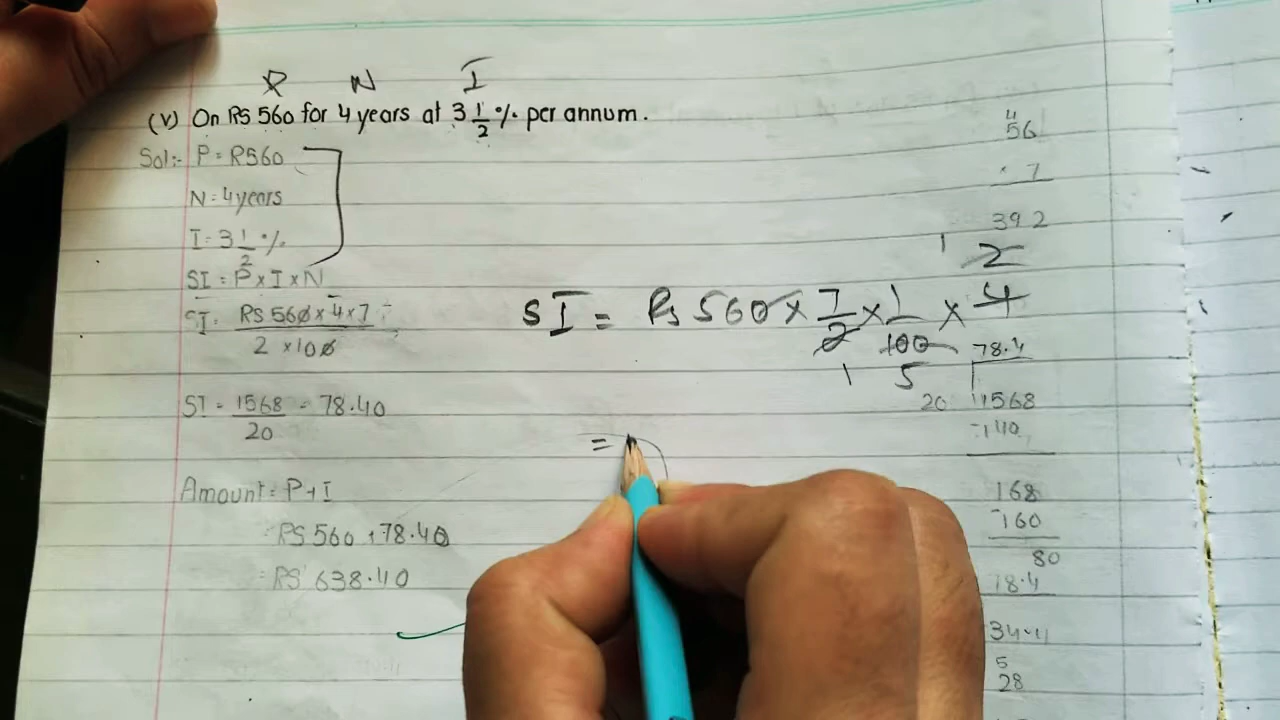 P N I
(V) On Rs 560 for 4 years at 3 1/2 % per annum.
Sol:- P = RS60
N = 4 years
I = 3 1/2 %
SI = P x I x N
SI = RS 560 x 4 x 7
2 x 100
SI = 1568 = 78.40
20
Amount = P + I
= RS 560 + 78.40
= RS 638.40
SI = Rs 560 x 7/2 x 1/100 x 4
1 5
=
4
56
x 7
392
1 2
78.4
20 1568
-140
168
-160
80
78.4
5
28